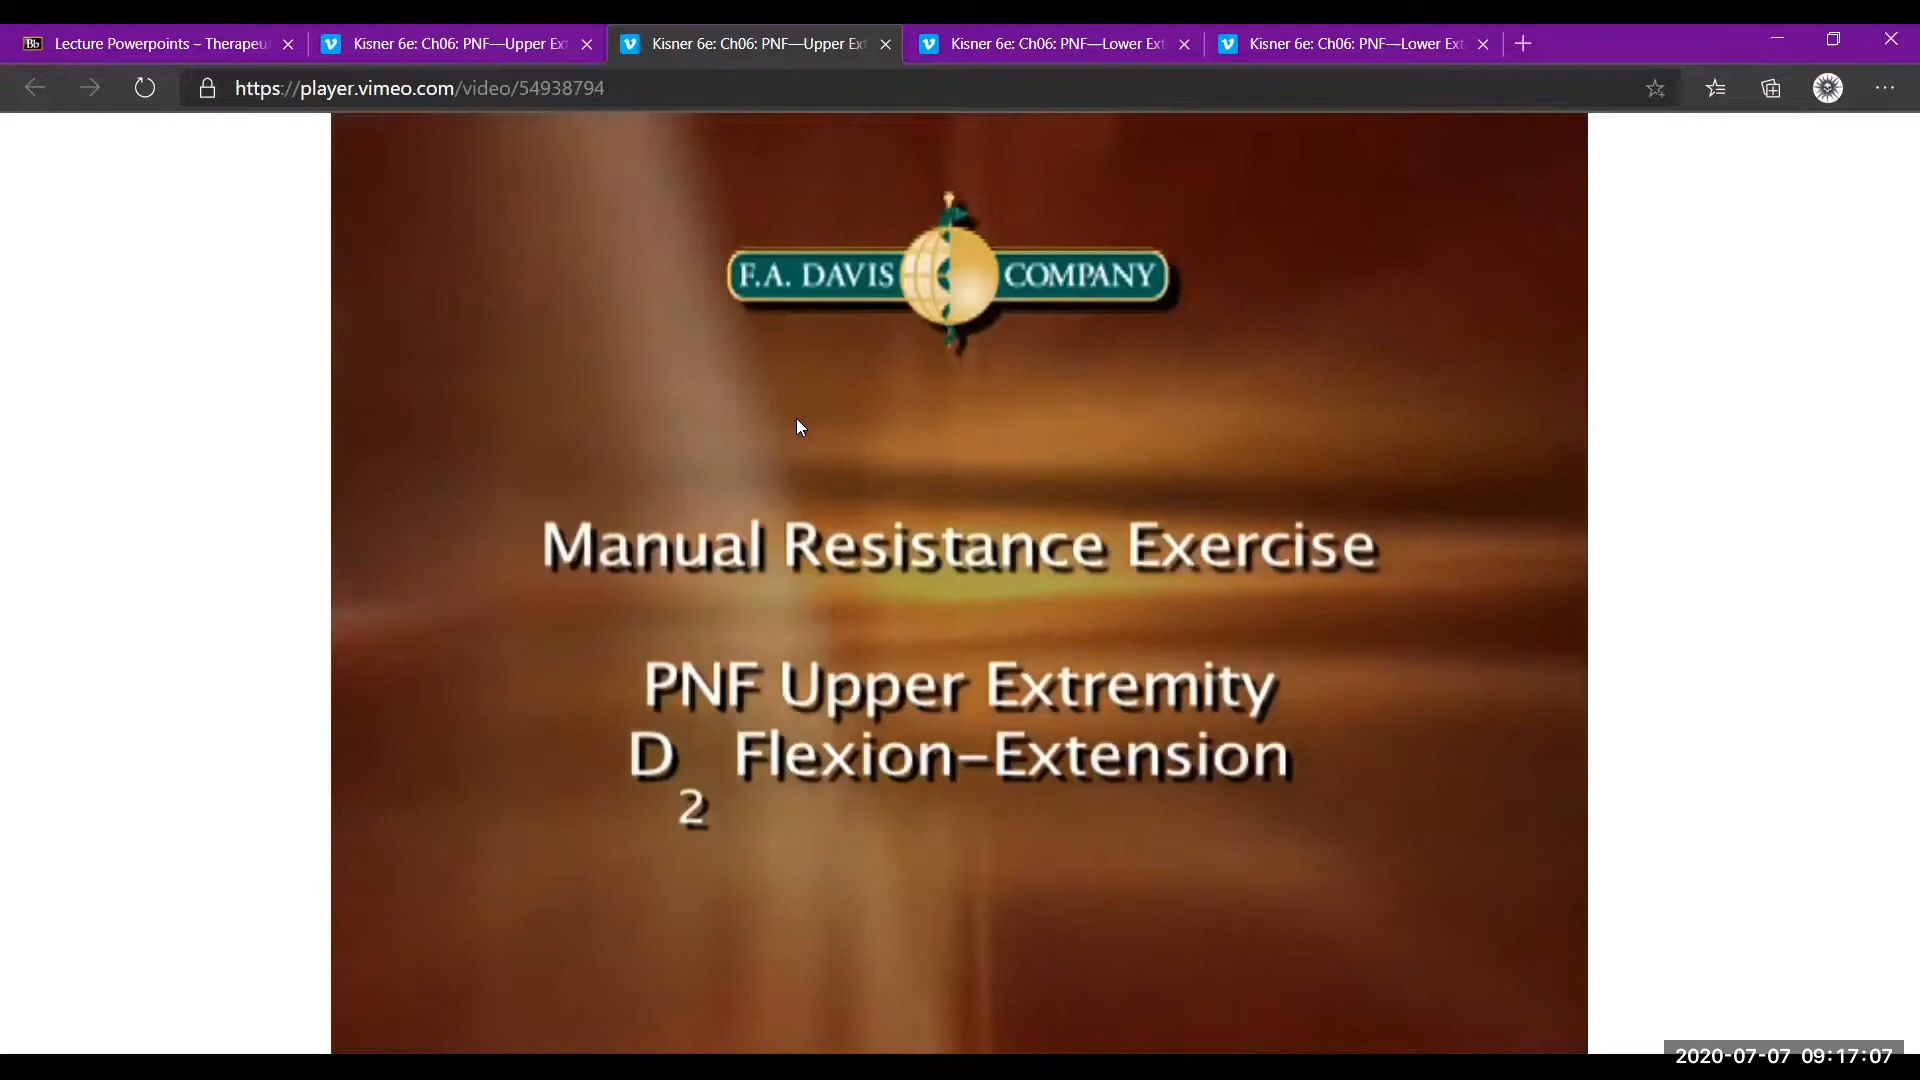 Lecture Powerpoints – Therapeu
Kisner 6e: Ch06: PNF—Upper Ext
Kisner 6e: Ch06: PNF—Upper Ext
Kisner 6e: Ch06: PNF—Lower Ext
Kisner 6e: Ch06: PNF—Lower Ext
https://player.vimeo.com/video/54938794
F.A. DAVIS COMPANY
Manual Resistance Exercise
PNF Upper Extremity
D2 Flexion–Extension
2020-07-07 09:17:07